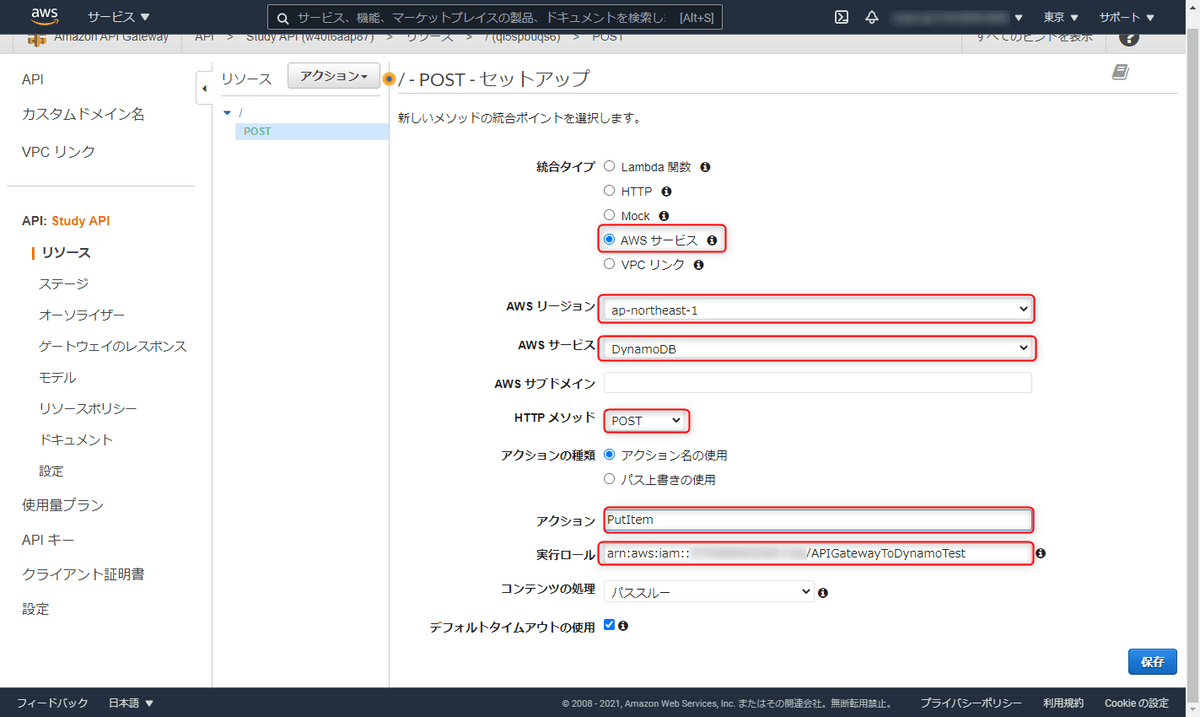 aws
サービス
サービス、機能、マーケットプレイスの製品、ドキュメントを検索し
[Alt+S]
東京
サポート
Amazon API Gateway
API > Study API (w40t6aap87) > リソース > / (ql5spbuqs6) > POST
すべてのヒントを表示
API
カスタムドメイン名
VPC リンク
API: Study API
リソース
ステージ
オーソライザー
ゲートウェイのレスポンス
モデル
リソースポリシー
ドキュメント
設定
使用量プラン
API キー
クライアント証明書
設定
リソース
アクション
/
POST
/ - POST - セットアップ
新しいメソッドの統合ポイントを選択します。
統合タイプ
Lambda 関数
HTTP
Mock
AWS サービス
VPC リンク
AWS リージョン ap-northeast-1
AWS サービス DynamoDB
AWS サブドメイン
HTTP メソッド POST
アクションの種類 アクション名の使用
パス上書きの使用
アクション PutItem
実行ロール arn:aws:iam:: /APIGatewayToDynamoTest
コンテンツの処理 パススルー
デフォルトタイムアウトの使用
保存
フィードバック
日本語
© 2008 - 2021, Amazon Web Services, Inc. またはその関連会社。無断転用禁止。
プライバシーポリシー
利用規約
Cookie の設定